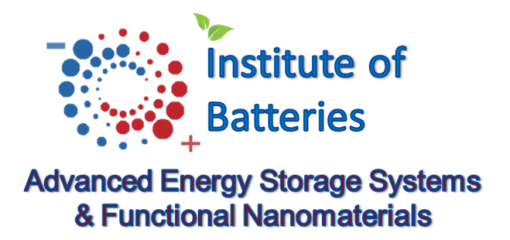 Institute of
Batteries
Advanced Energy Storage Systems
& Functional Nanomaterials